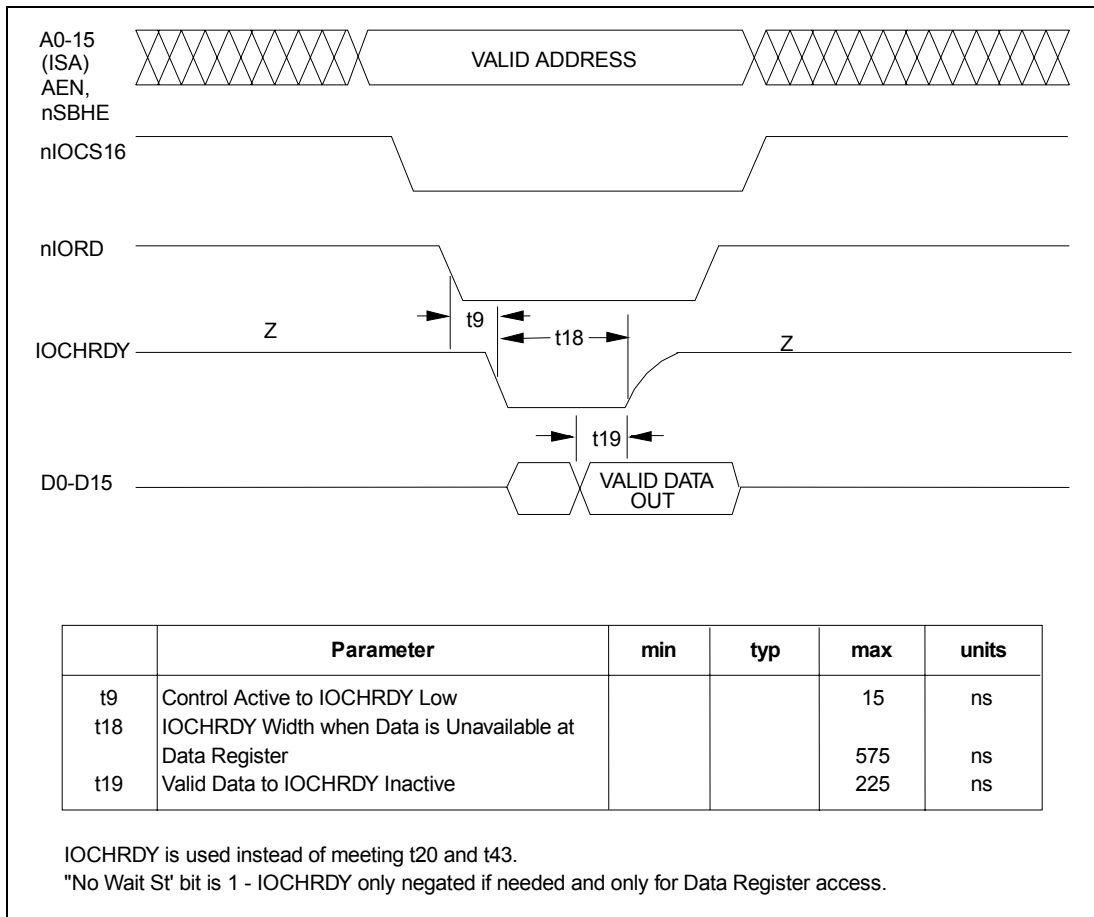 A0-15
(ISA)
AEN,
nSBHE
VALID ADDRESS
nIOCS16
nIORD
t9
Z
t18
IOCHRDY
Z
t19
D0-D15
VALID DATA
OUT
Parameter min typ max units
t9 Control Active to IOCHRDY Low 15 ns
t18 IOCHRDY Width when Data is Unavailable at
Data Register 575 ns
t19 Valid Data to IOCHRDY Inactive 225 ns
IOCHRDY is used instead of meeting t20 and t43.
"No Wait St' bit is 1 - IOCHRDY only negated if needed and only for Data Register access.